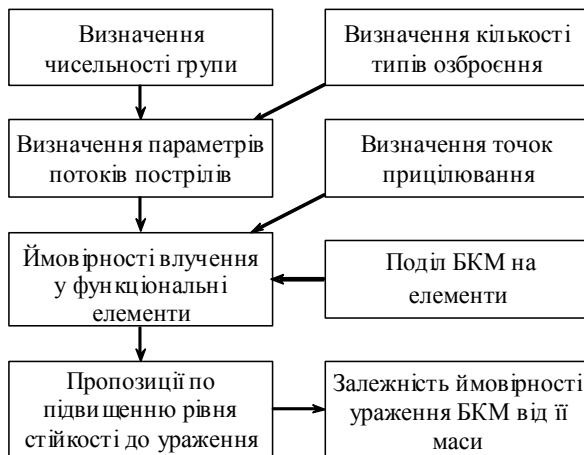 Визначення
чисельності групи
Визначення кількості
типів озброєння
Визначення параметрів
потоків пострілів
Визначення точок
прицілювання
Ймовірності влучення
у функціональні
елементи
Поділ БКМ на
елементи
Пропозиції по
підвищенню рівня
стійкості до ураження
Залежність ймовірності
ураження БКМ від її
маси